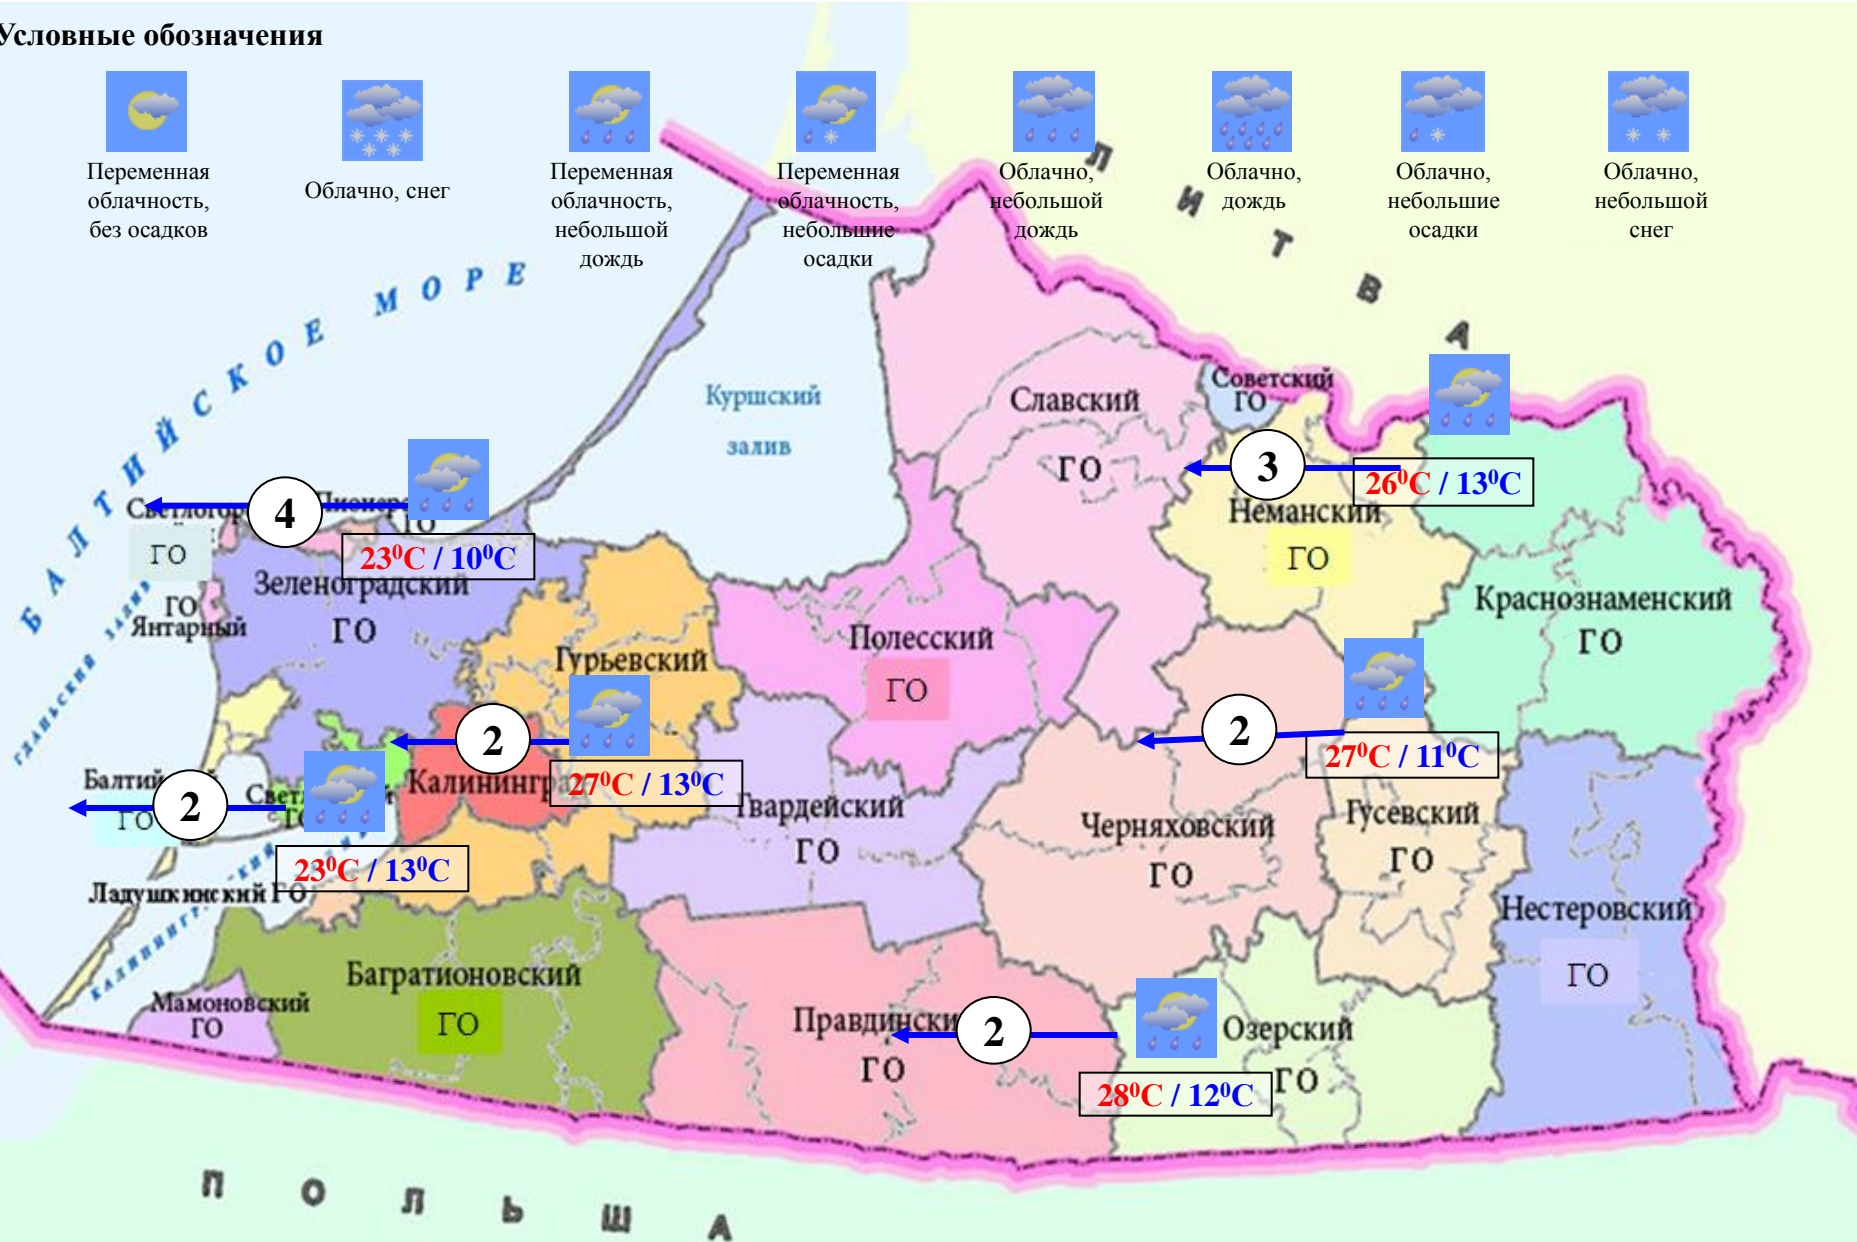 Условные обозначения
Переменная
облачность,
без осадков
Облачно, снег
Переменная
облачность,
небольшой
дождь
Переменная
облачность,
небольшие
осадки
Облачно,
небольшой
дождь
Облачно,
дождь
Облачно,
небольшие
осадки
Облачно,
небольшой
снег
ЛИТВА
БАЛТИЙСКОЕ МОРЕ
Куршский
залив
Славский
ГО
Советский
ГО
3
26⁰С / 13⁰С
Неманский
ГО
4
ГО
ГО
23⁰С / 10⁰С
Зеленоградский
ГО
ГО
Янтарный
Краснознаменский
ГО
Гурьевский
Полесский
ГО
2
27⁰С / 13⁰С
2
27⁰С / 11⁰С
2
ГО
23⁰С / 13⁰С
Гвардейский
ГО
Черняховский
ГО
Гусевский
ГО
Ладушкинский ГО
Нестеровский
ГО
Багратионовский
ГО
Мамоновский
ГО
ГО
2
Озерский
ГО
28⁰С / 12⁰С
ПОЛЬША